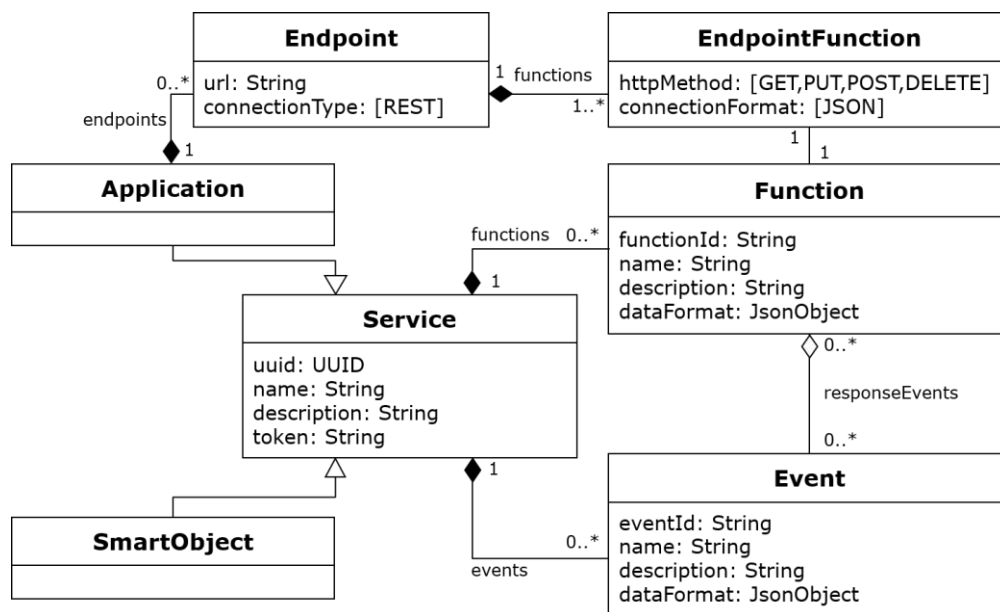 Endpoint
url: String
connectionType: [REST]
1
functions
1..*
EndpointFunction
httpMethod: [GET,PUT,POST,DELETE]
connectionFormat: [JSON]
0..*
endpoints
1
1
1
Application
Function
functionId: String
name: String
description: String
dataFormat: JsonObject
functions
0..*
1
Service
uuid: UUID
name: String
description: String
token: String
0..*
responseEvents
0..*
1
events
0..*
SmartObject
Event
eventId: String
name: String
description: String
dataFormat: JsonObject